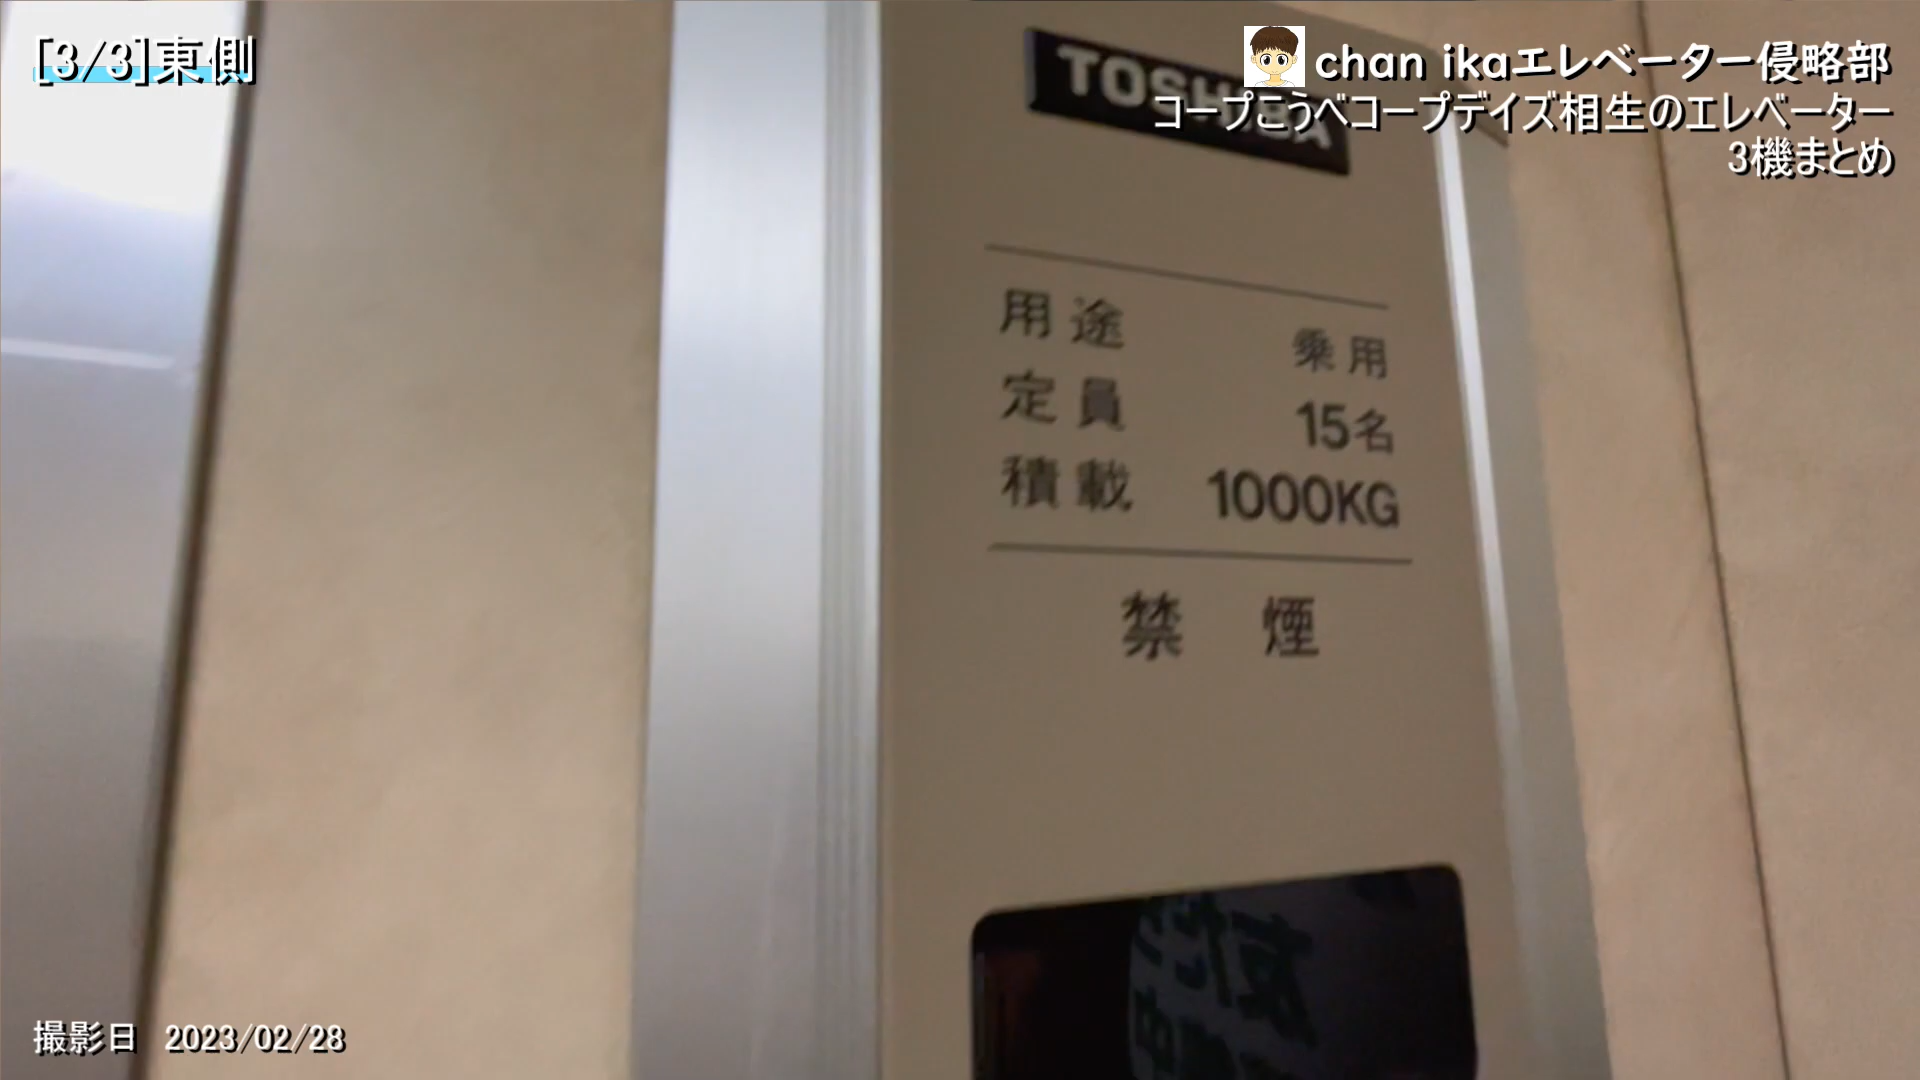 [3/3]東側
chan ikaエレベーター侵略部
コープこうべコープデイズ相生のエレベーター
3機まとめ
TOSHIBA
用途 乗用
定員 15名
積載 1000KG
禁煙
撮影日 2023/02/28